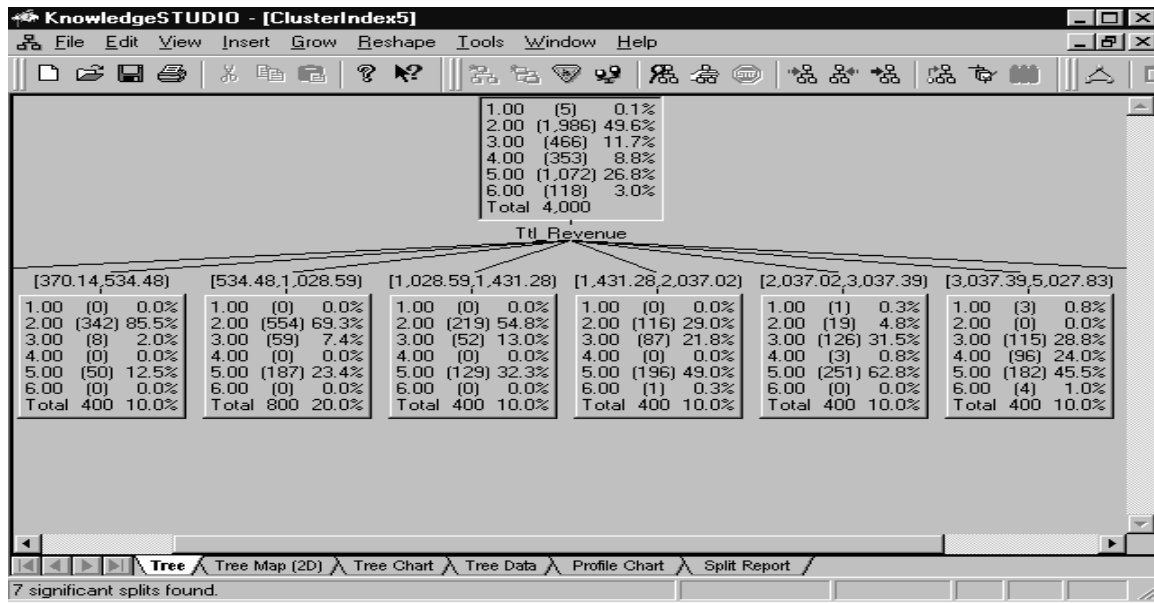 KnowledgeSTUDIO - [ClusterIndex5]
File Edit View Insert Grow Reshape Tools Window Help
1.00 (5) 0.1%
2.00 (1,986) 49.6%
3.00 (466) 11.7%
4.00 (353) 8.8%
5.00 (1,072) 26.8%
6.00 (118) 3.0%
Total 4,000
Ttl_Revenue
[370.14,534.48)
1.00 (0) 0.0%
2.00 (342) 85.5%
3.00 (8) 2.0%
4.00 (0) 0.0%
5.00 (50) 12.5%
6.00 (0) 0.0%
Total 400 10.0%
[534.48,1,028.59)
1.00 (0) 0.0%
2.00 (554) 69.3%
3.00 (59) 7.4%
4.00 (0) 0.0%
5.00 (187) 23.4%
6.00 (0) 0.0%
Total 800 20.0%
[1,028.59,1,431.28)
1.00 (0) 0.0%
2.00 (219) 54.8%
3.00 (52) 13.0%
4.00 (0) 0.0%
5.00 (129) 32.3%
6.00 (0) 0.0%
Total 400 10.0%
[1,431.28,2,037.02)
1.00 (0) 0.0%
2.00 (116) 29.0%
3.00 (87) 21.8%
4.00 (0) 0.0%
5.00 (196) 49.0%
6.00 (1) 0.3%
Total 400 10.0%
[2,037.02,3,037.39)
1.00 (1) 0.3%
2.00 (19) 4.8%
3.00 (126) 31.5%
4.00 (3) 0.8%
5.00 (251) 62.8%
6.00 (0) 0.0%
Total 400 10.0%
[3,037.39,5,027.83)
1.00 (3) 0.8%
2.00 (0) 0.0%
3.00 (115) 28.8%
4.00 (96) 24.0%
5.00 (182) 45.5%
6.00 (4) 1.0%
Total 400 10.0%
Tree Tree Map (2D) Tree Chart Tree Data Profile Chart Split Report
7 significant splits found.